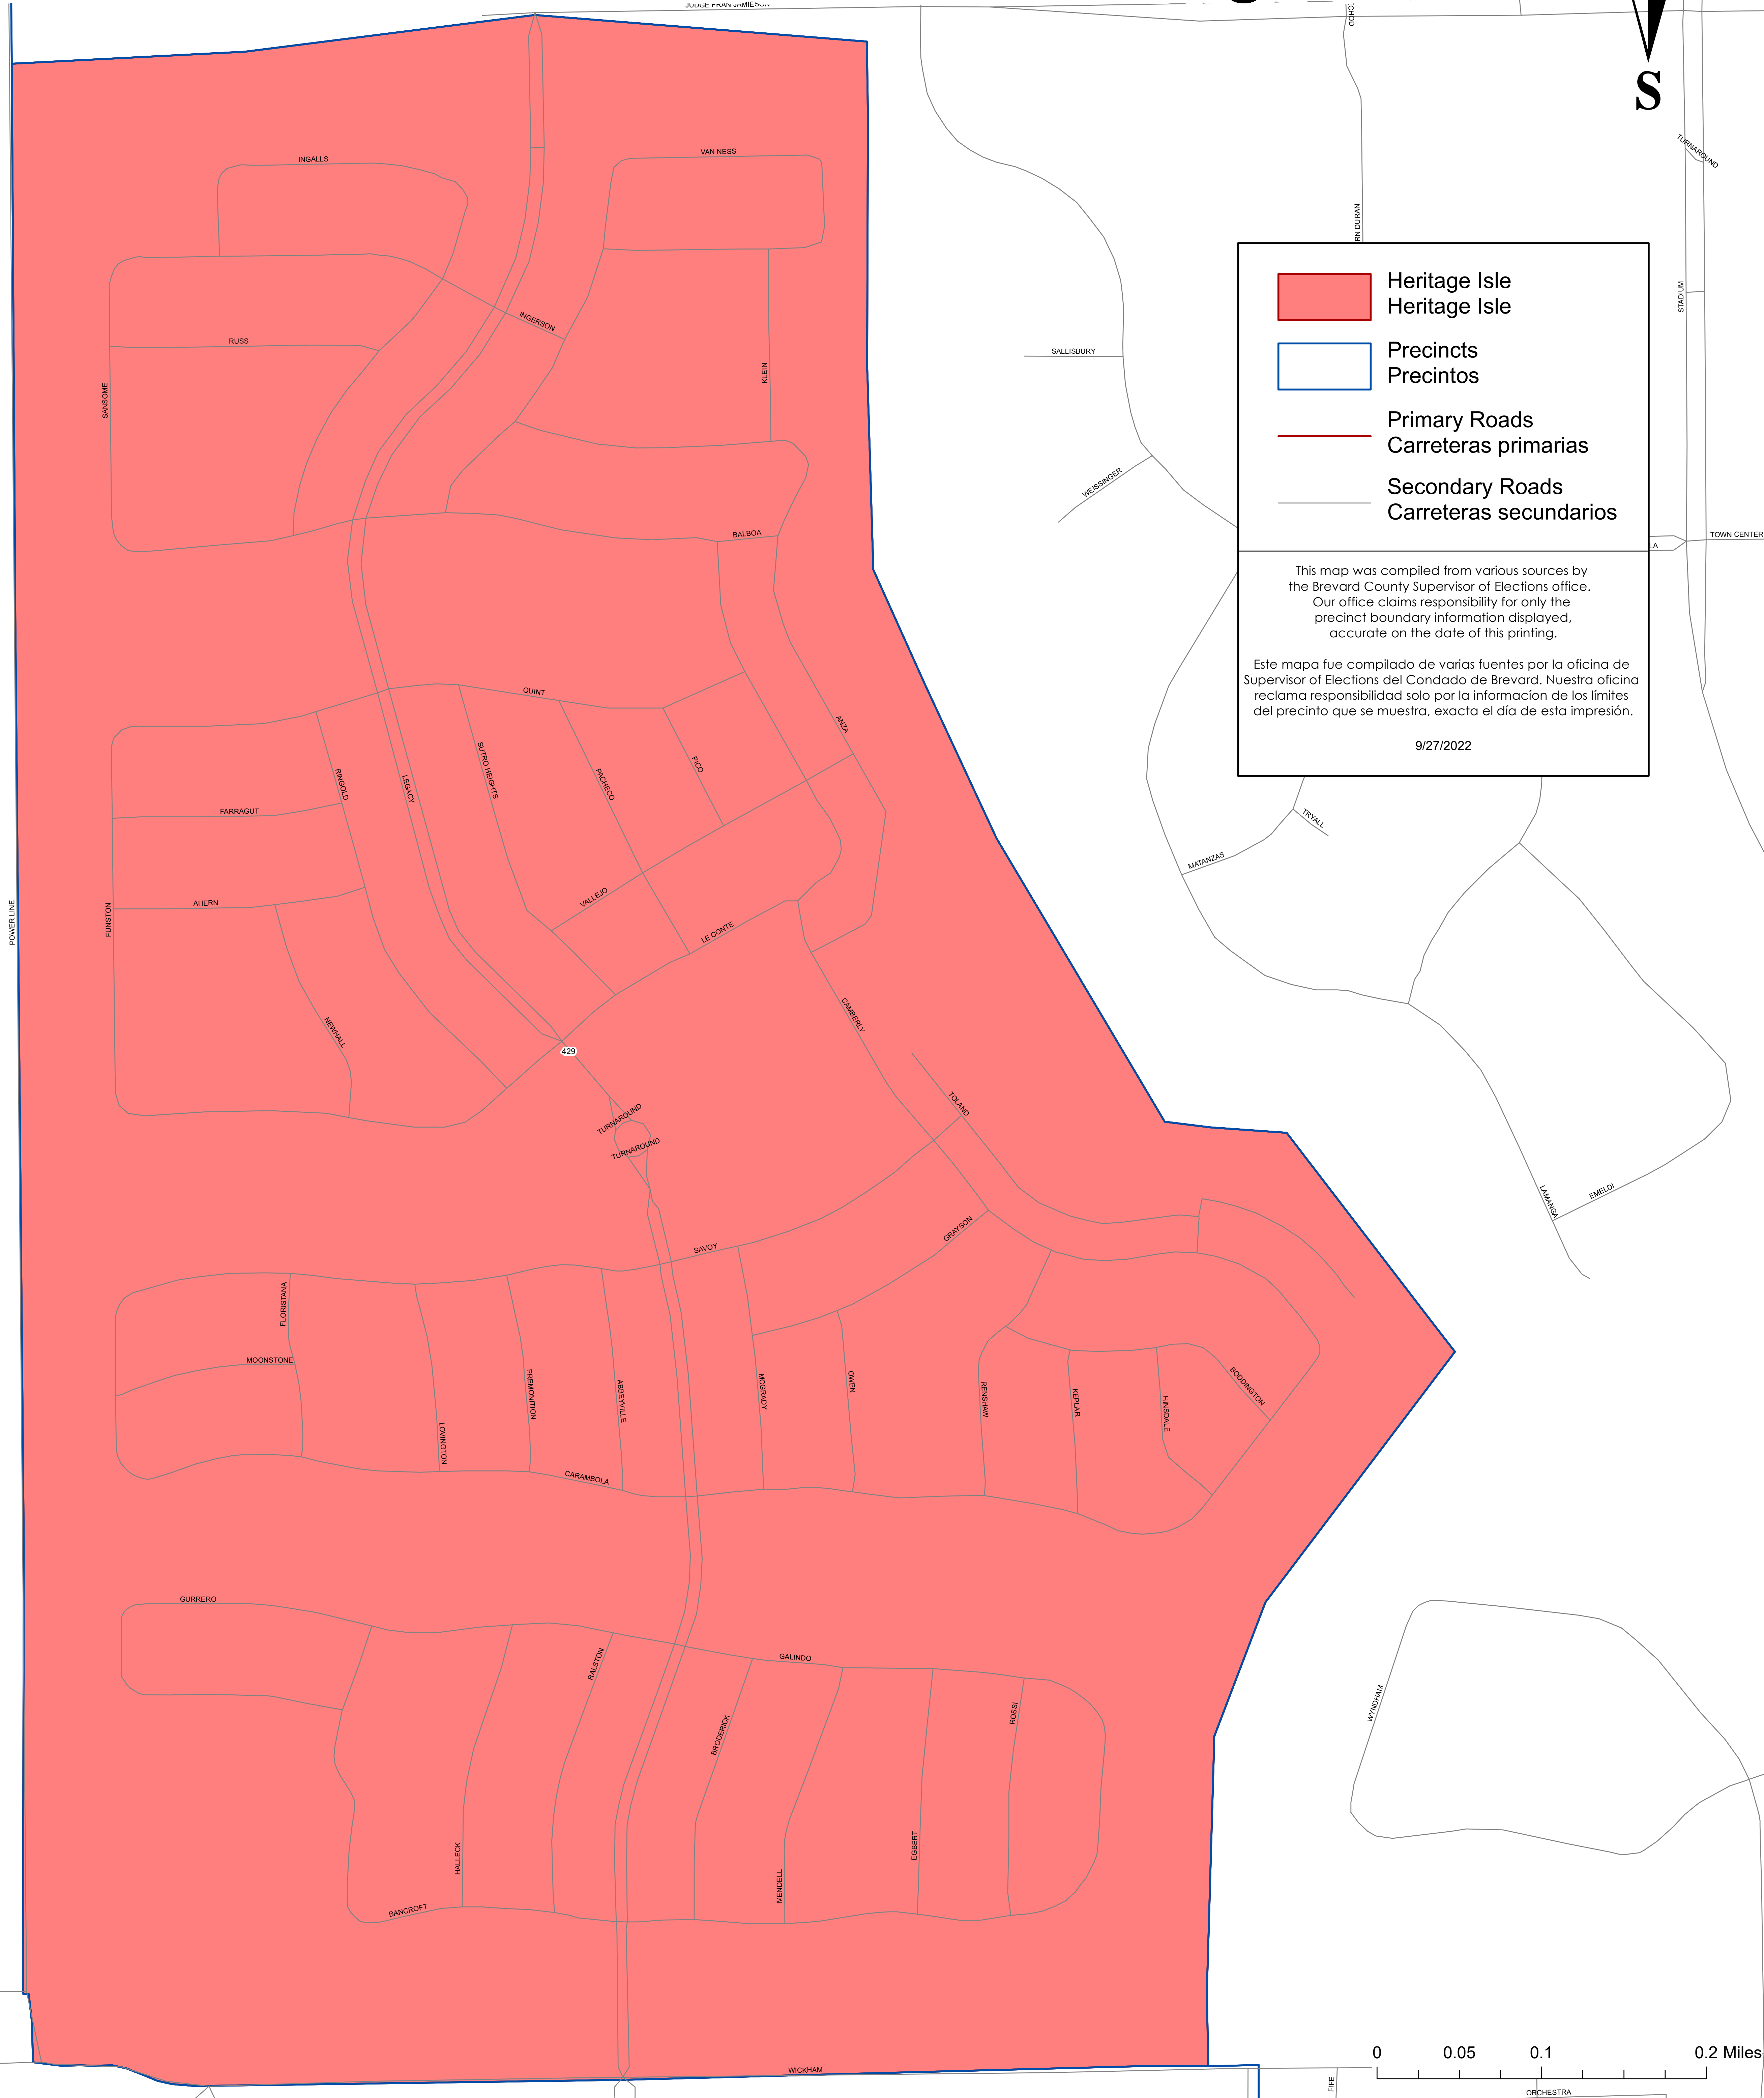 JUDGE FRAN JAMIESON
S
TURNAROUND
INGALLS
VAN NESS
RN DURAN
STADIUM
INGERSON
RUSS
SANSOME
KLEIN
SALLISBURY
WEISSINGER
BALBOA
LA
TOWN CENTER
Heritage Isle
Heritage Isle
Precincts
Precintos
Primary Roads
Carreteras primarias
Secondary Roads
Carreteras secundarios
This map was compiled from various sources by
the Brevard County Supervisor of Elections office.
Our office claims responsibility for only the
precinct boundary information displayed,
accurate on the date of this printing.
Este mapa fue compilado de varias fuentes por la oficina de
Supervisor of Elections del Condado de Brevard. Nuestra oficina
reclama responsibilidad solo por la informacíon de los límites
del precinto que se muestra, exacta el día de esta impresión.
9/27/2022
QUINT
ANZA
SUTRO HEIGHTS
PACHECO
PICO
RINGOLD
LEGACY
FARRAGUT
TRYALL
MATANZAS
VALLEJO
AHERN
FUNSTON
POWER LINE
LE CONTE
NEWHALL
CAMBERLY
429
TOLAND
TURNAROUND
TURNAROUND
LAMANGA
EMELDI
GRAYSON
SAVOY
FLORISTANA
MOONSTONE
PREMONITION
ABBEYVILLE
MCGRADY
OWEN
RENSHAW
KEPLAR
HINSDALE
BODDINGTON
LOVINGTON
CARAMBOLA
GURRERO
RALSTON
GALINDO
BRODERICK
ROSSI
WYNDHAM
HALLECK
EGBERT
MENDELL
BANCROFT
WICKHAM
FIFE
ORCHESTRA
0 0.05 0.1 0.2 Miles